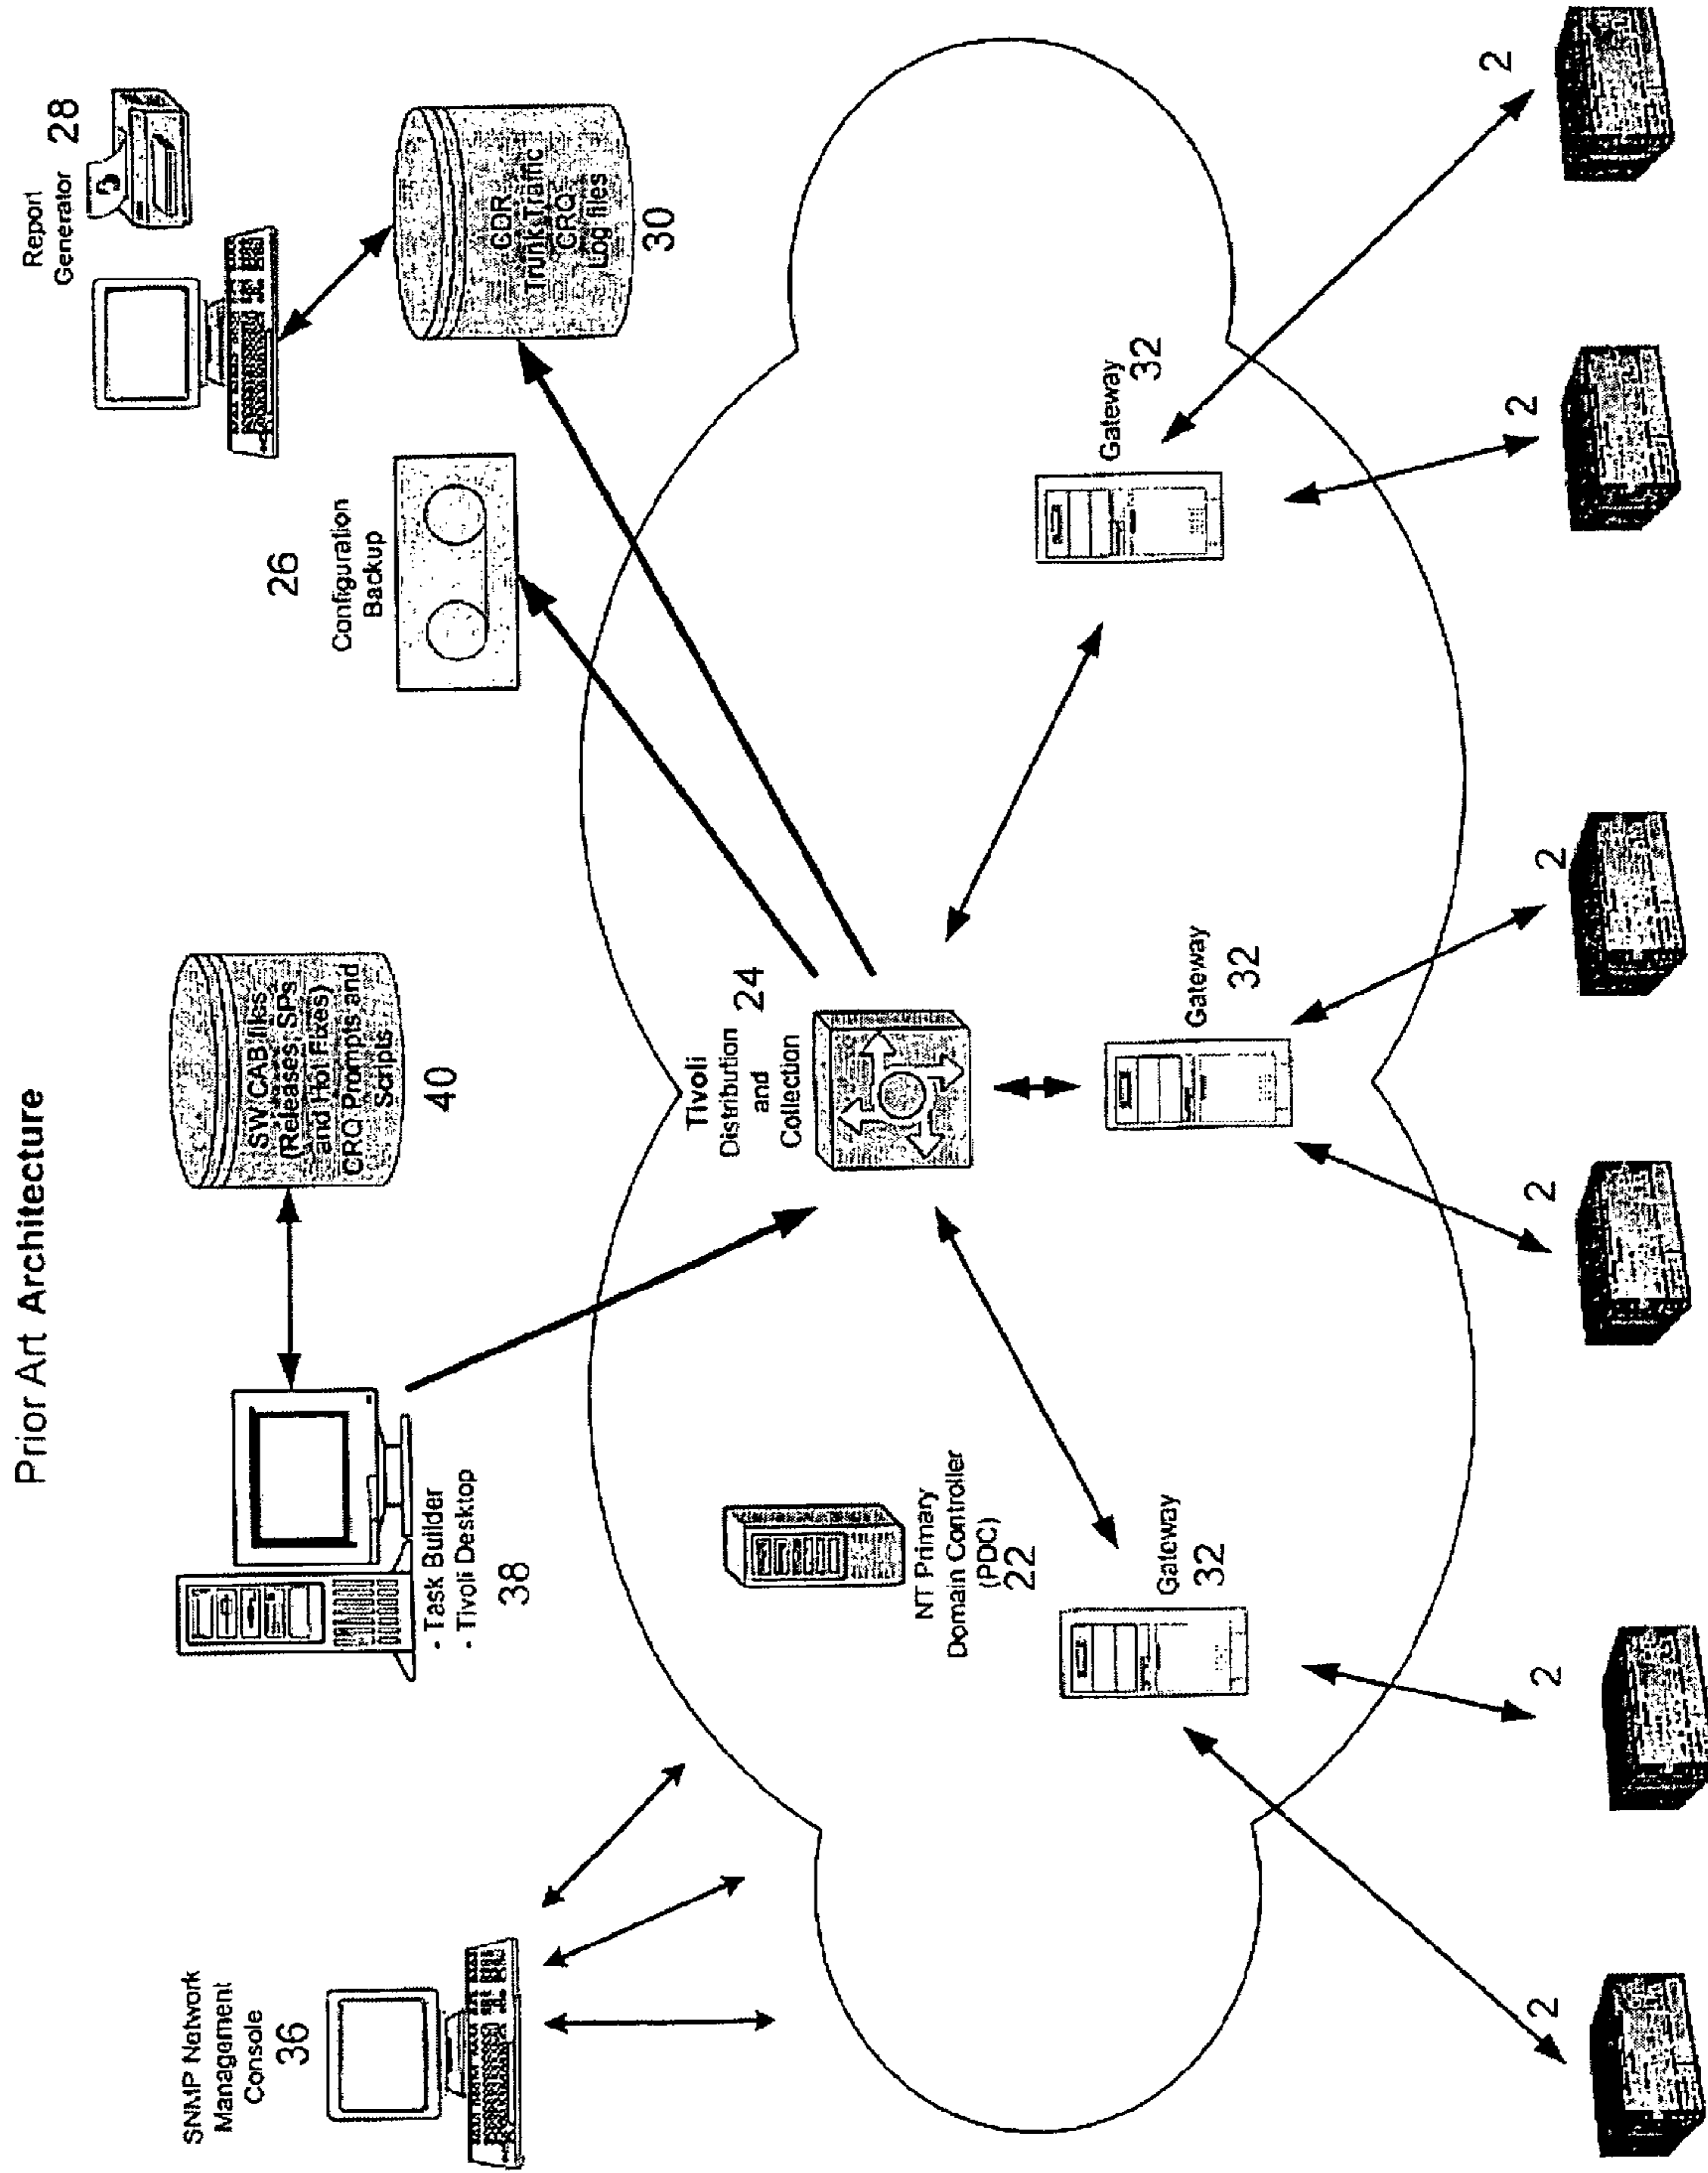 Prior Art Architecture
SNMP Network
Management
Console
36
- Task Builder
- Tivoli Desktop
38
SW CAB files
(Releases, SPs
and Hot Fixes)
CRQ Prompts and
Scripts
40
Report
Generator
28
26
Configuration
Backup
CDR
Trunk Traffic
CRQ
Log files
30
Tivoli
Distribution
and
Collection
24
NT Primary
Domain Controller
(PDC)
22
Gateway
32
Gateway
32
Gateway
32
2
2
2
2
2
2